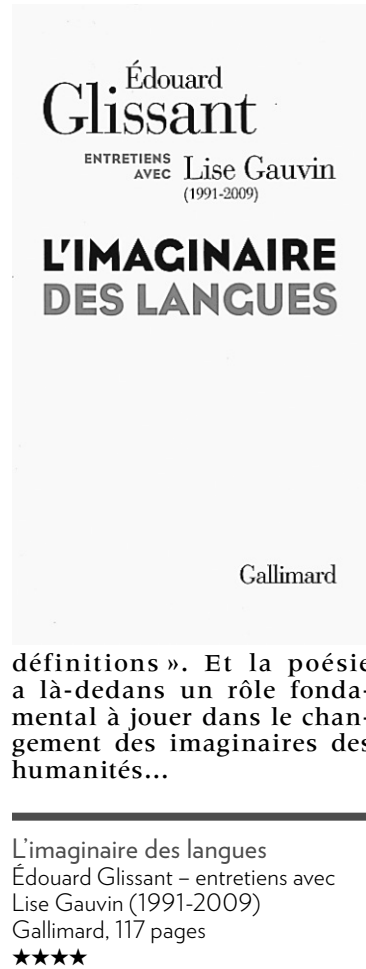 Édouard
Glissant
ENTRETIENS
AVEC Lise Gauvin
(1991-2009)
L'IMAGINAIRE
DES LANGUES
Gallimard
définitions ». Et la poésie
a là-dedans un rôle fonda-
mental à jouer dans le chan-
gement des imaginaires des
humanités...
L'imaginaire des langues
Édouard Glissant – entretiens avec
Lise Gauvin (1991-2009)
Gallimard, 117 pages
★★★★